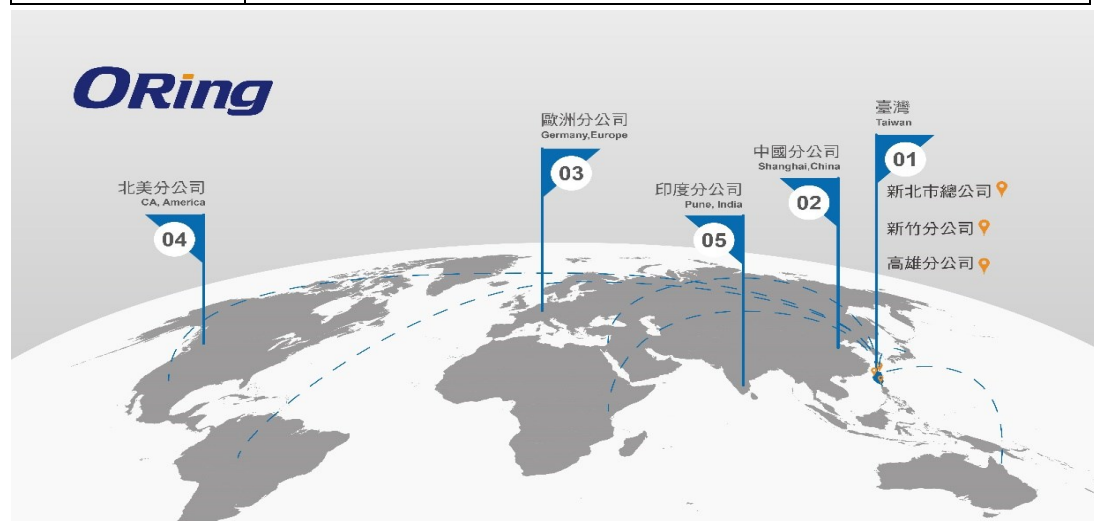 ORing
臺灣
Taiwan
01
新北市總公司
新竹分公司
高雄分公司
中國分公司
Shanghai,China
02
歐洲分公司
Germany,Europe
03
北美分公司
CA, America
04
印度分公司
Pune, India
05